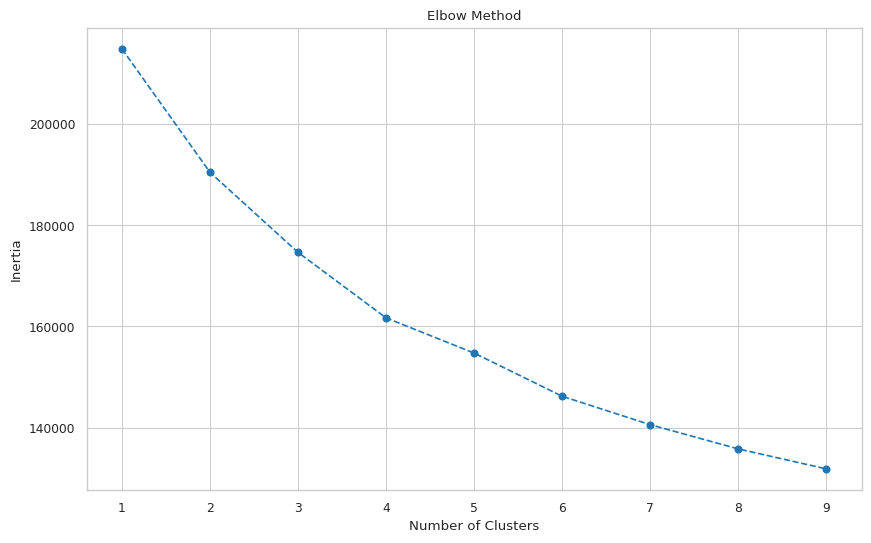 Elbow Method
200000
180000
160000
140000
Inertia
1 2 3 4 5 6 7 8 9
Number of Clusters